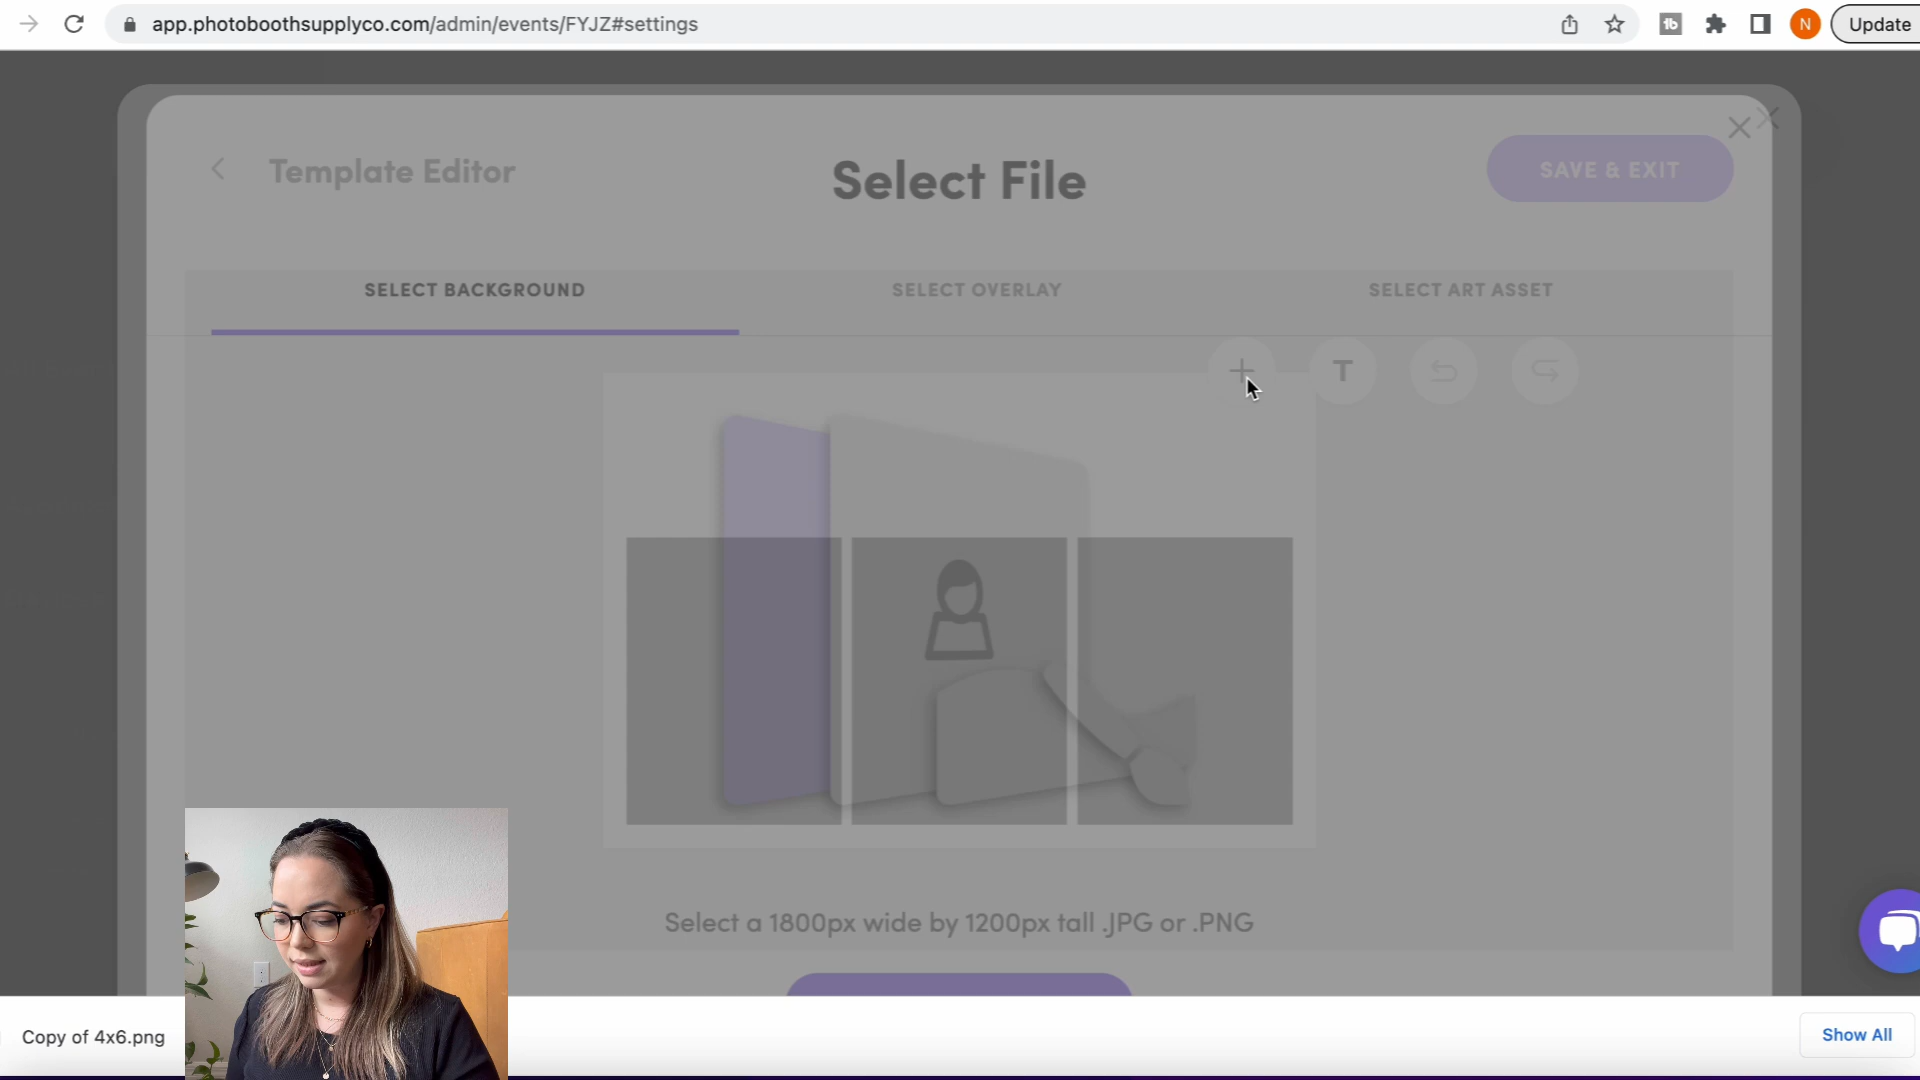 app.photoboothsupplyco.com/admin/events/FYJZ#settings
N
Update
Template Editor
Select File
SAVE & EXIT
SELECT BACKGROUND
SELECT OVERLAY
SELECT ART ASSET
T
Select a 1800px wide by 1200px tall .JPG or .PNG
Copy of 4x6.png
Show All